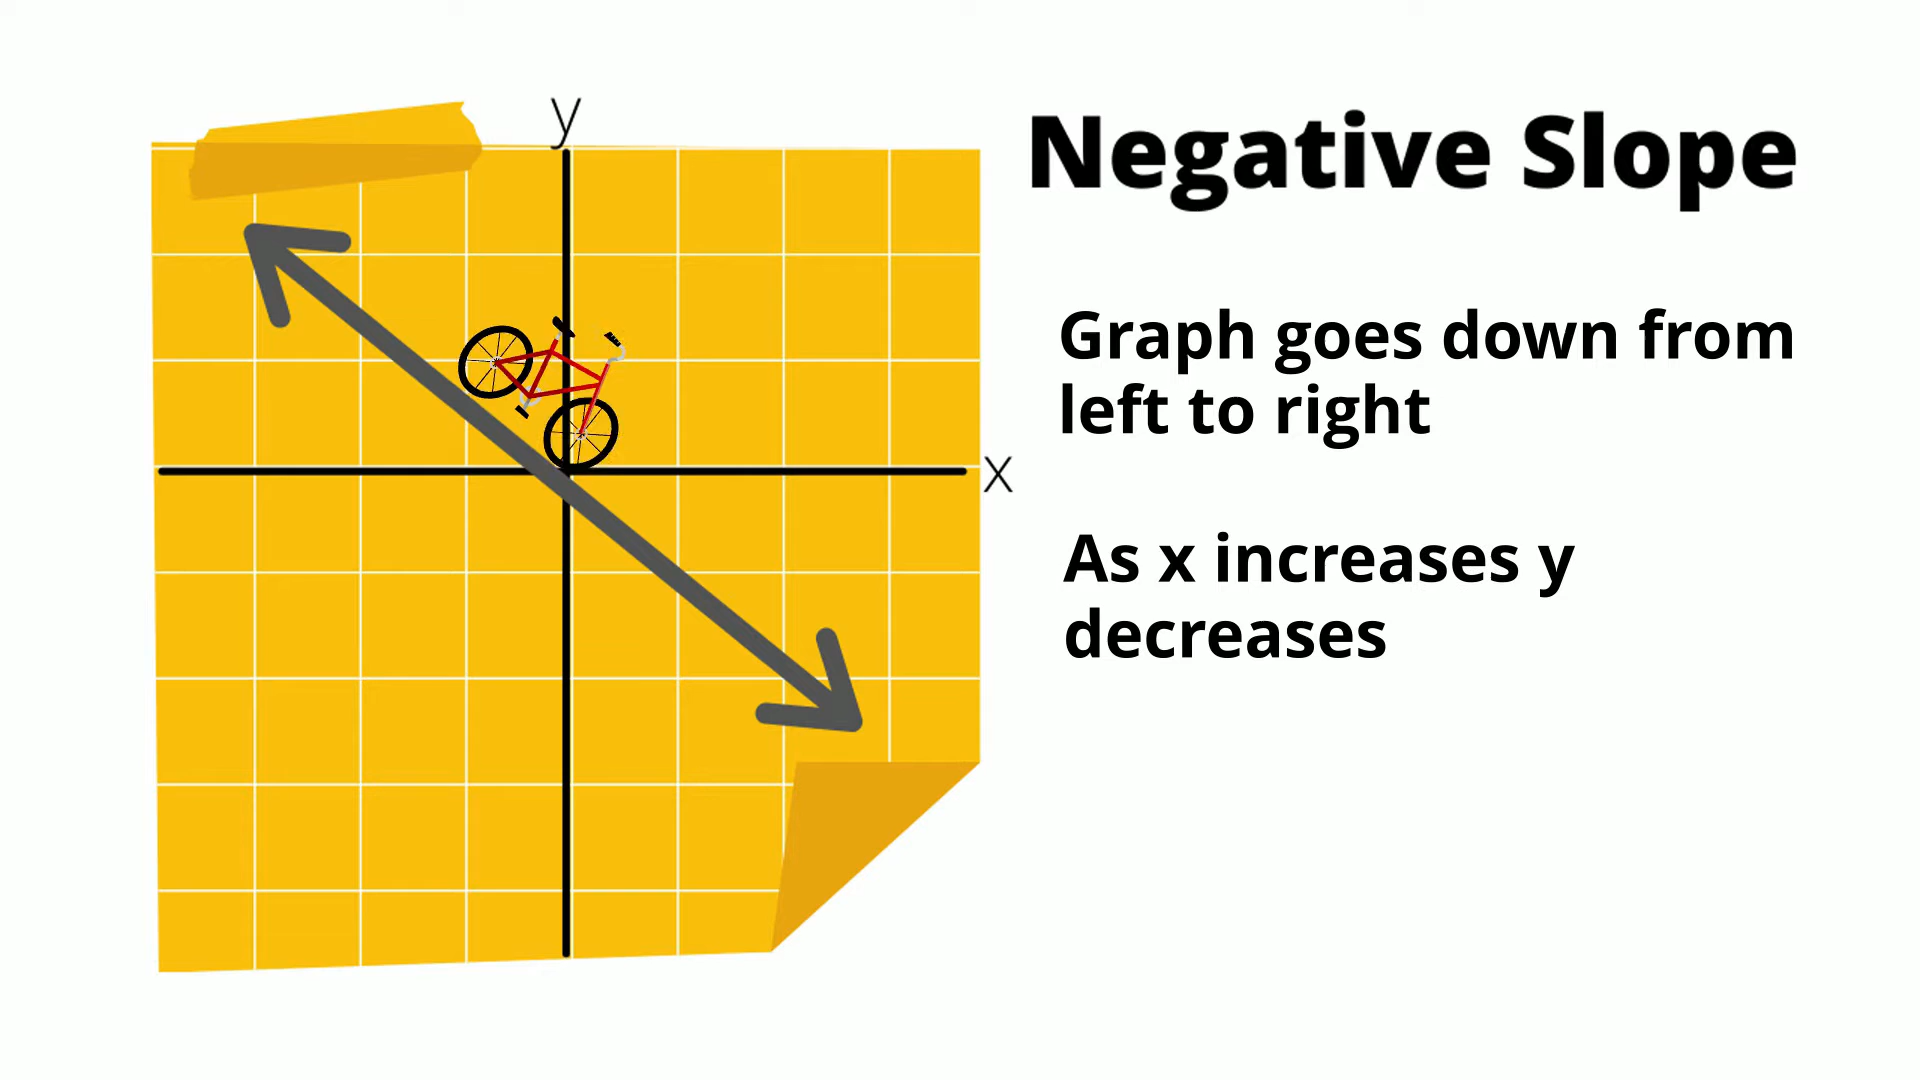 y
Negative Slope
Graph goes down from
left to right
x
As x increases y
decreases